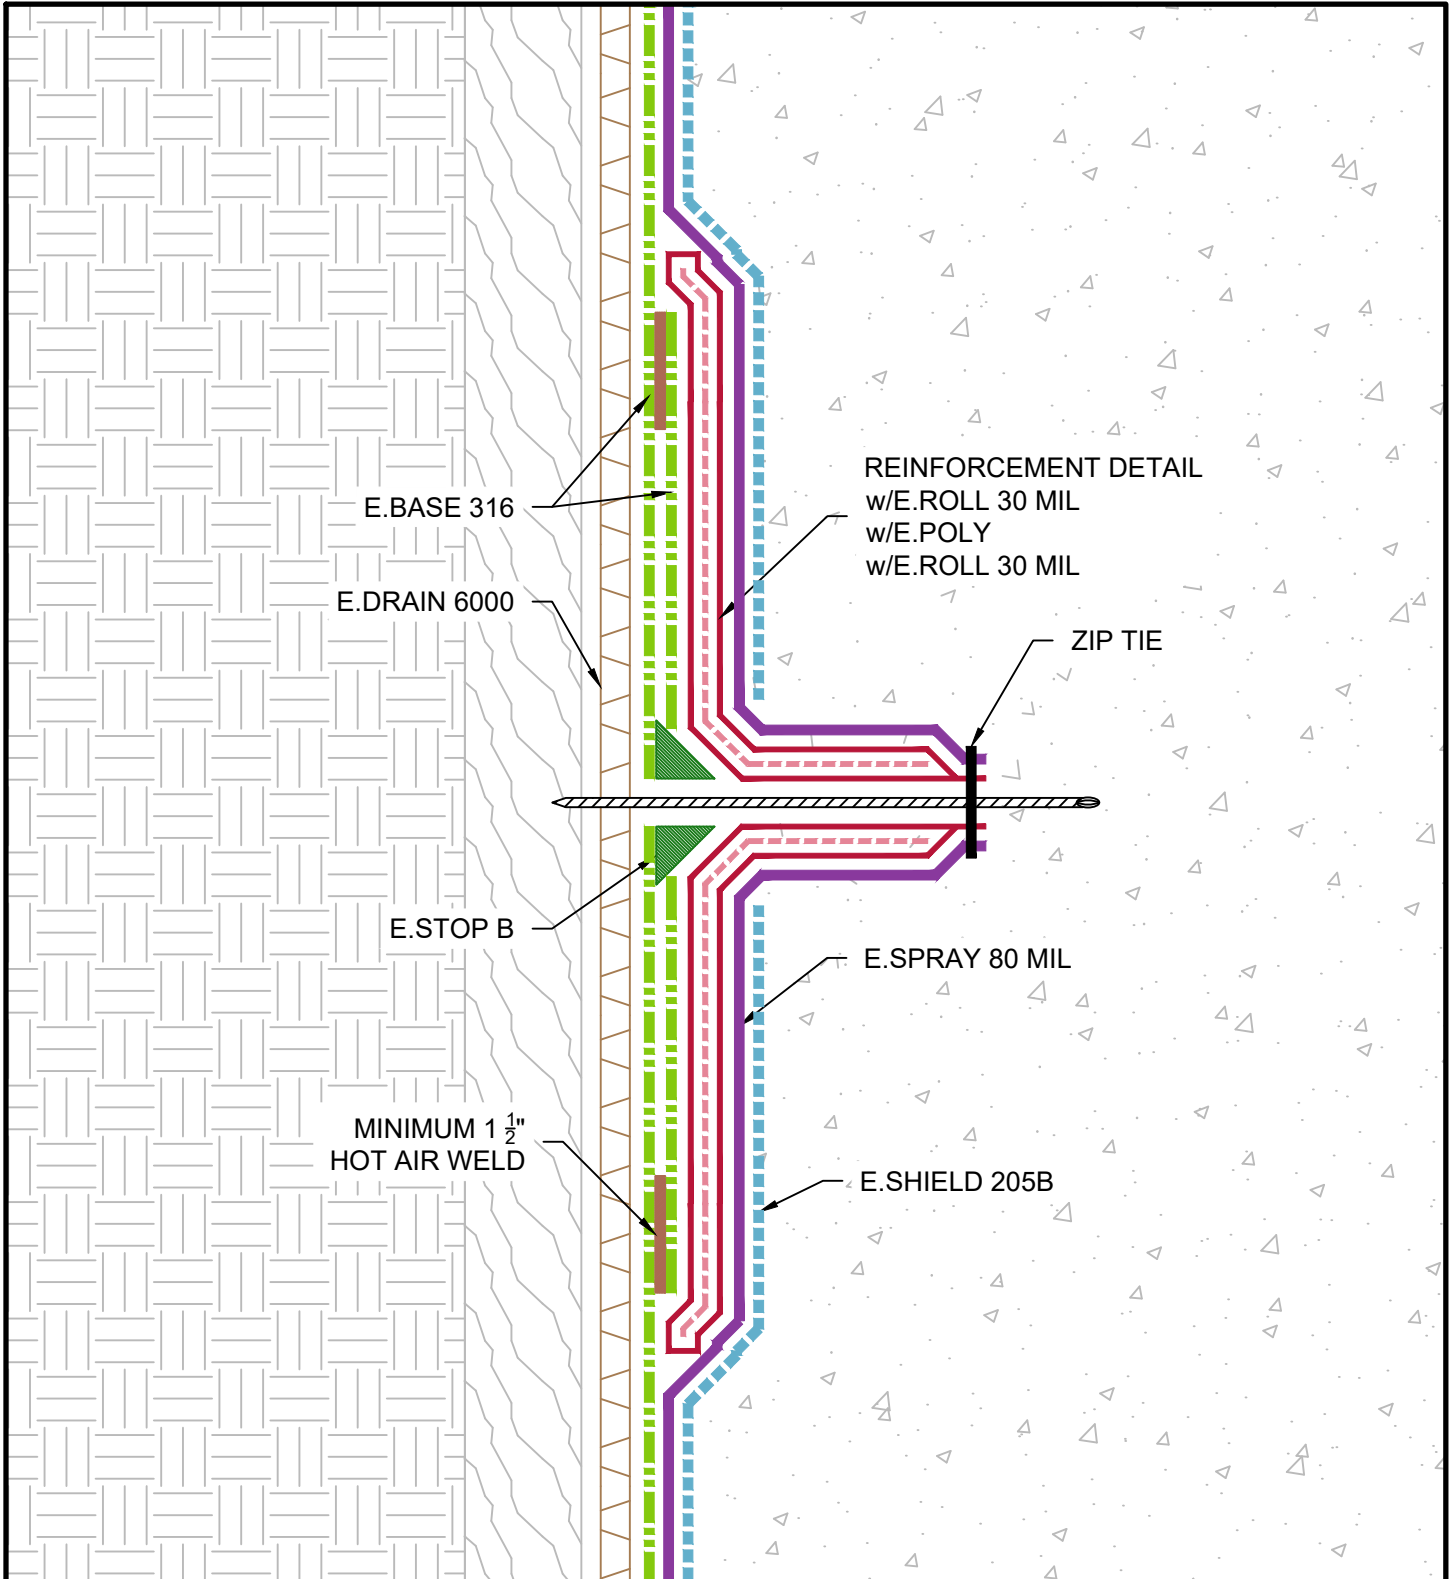 E.BASE 316
REINFORCEMENT DETAIL
w/E.ROLL 30 MIL
w/E.POLY
w/E.ROLL 30 MIL
E.DRAIN 6000
ZIP TIE
E.STOP B
E.SPRAY 80 MIL
MINIMUM 1 1/2"
HOT AIR WELD
E.SHIELD 205B